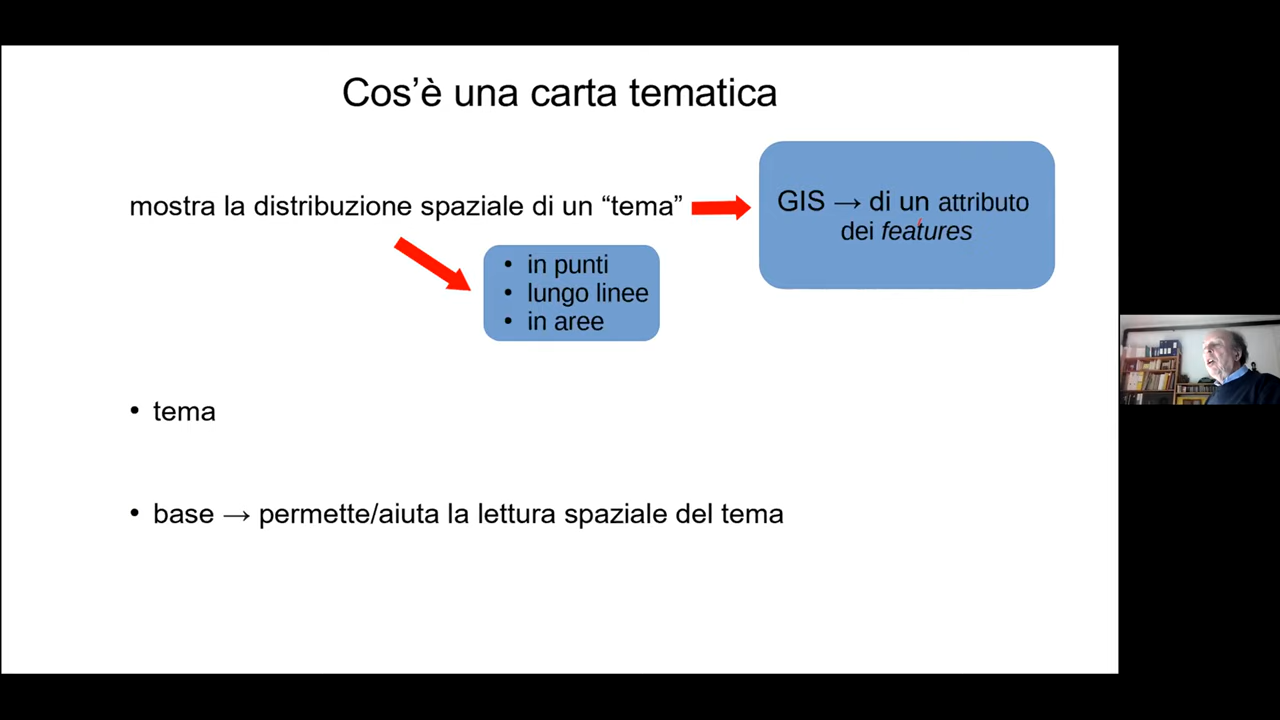 Cos’è una carta tematica
mostra la distribuzione spaziale di un “tema”
GIS → di un attributo
dei features
• in punti
• lungo linee
• in aree
• tema
• base → permette/aiuta la lettura spaziale del tema